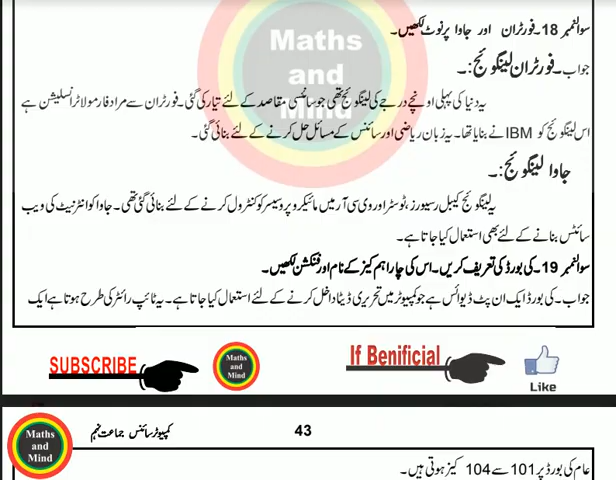 سوالنمبر 18۔ فورٹران اور جاوا پر نوٹ لکھیں۔
Maths
and
Mind
جواب۔ فورٹران لینگوئج:۔
یہ دنیا کی پہلی اونچے درجے کی لینگوئج تھی جو سائنسی مقاصد کے لئے تیار کی گئی۔ فورٹران سے مراد فارمولا ٹرانسلیشن ہے
اس لینگوئج کو IBM نے بنایا تھا۔ یہ زبان ریاضی اور سائنس کے مسائل حل کرنے کے لئے بنائی گئی۔
جاوا لینگوئج:۔
یہ لینگوئج کیبل رسیورز، ٹوسٹر اور وی سی آر میں مائیکرو پروسیسر کو کنٹرول کرنے کے لئے بنائی گئی تھی۔ جاوا کو انٹرنیٹ کی ویب
سائٹس بنانے کے لئے بھی استعمال کیا جاتا ہے۔
سوالنمبر 19۔ کی بورڈ کی تعریف کریں۔ اس کی چار اہم کیز کے نام اور فنکشن لکھیں۔
جواب۔ کی بورڈ ایک ان پٹ ڈیوائس ہے جو کمپیوٹر میں تحریری ڈیٹا داخل کرنے کے لئے استعمال کیا جاتا ہے۔ یہ ٹائپ رائٹر کی طرح ہوتا ہے ایک
SUBSCRIBE
Maths
and
Mind
If Benificial
Like
Maths
and
Mind
کمپیوٹر سائنس جماعت نہم
43
عام کی بورڈ پر 101 سے 104 کیز ہوتی ہیں۔